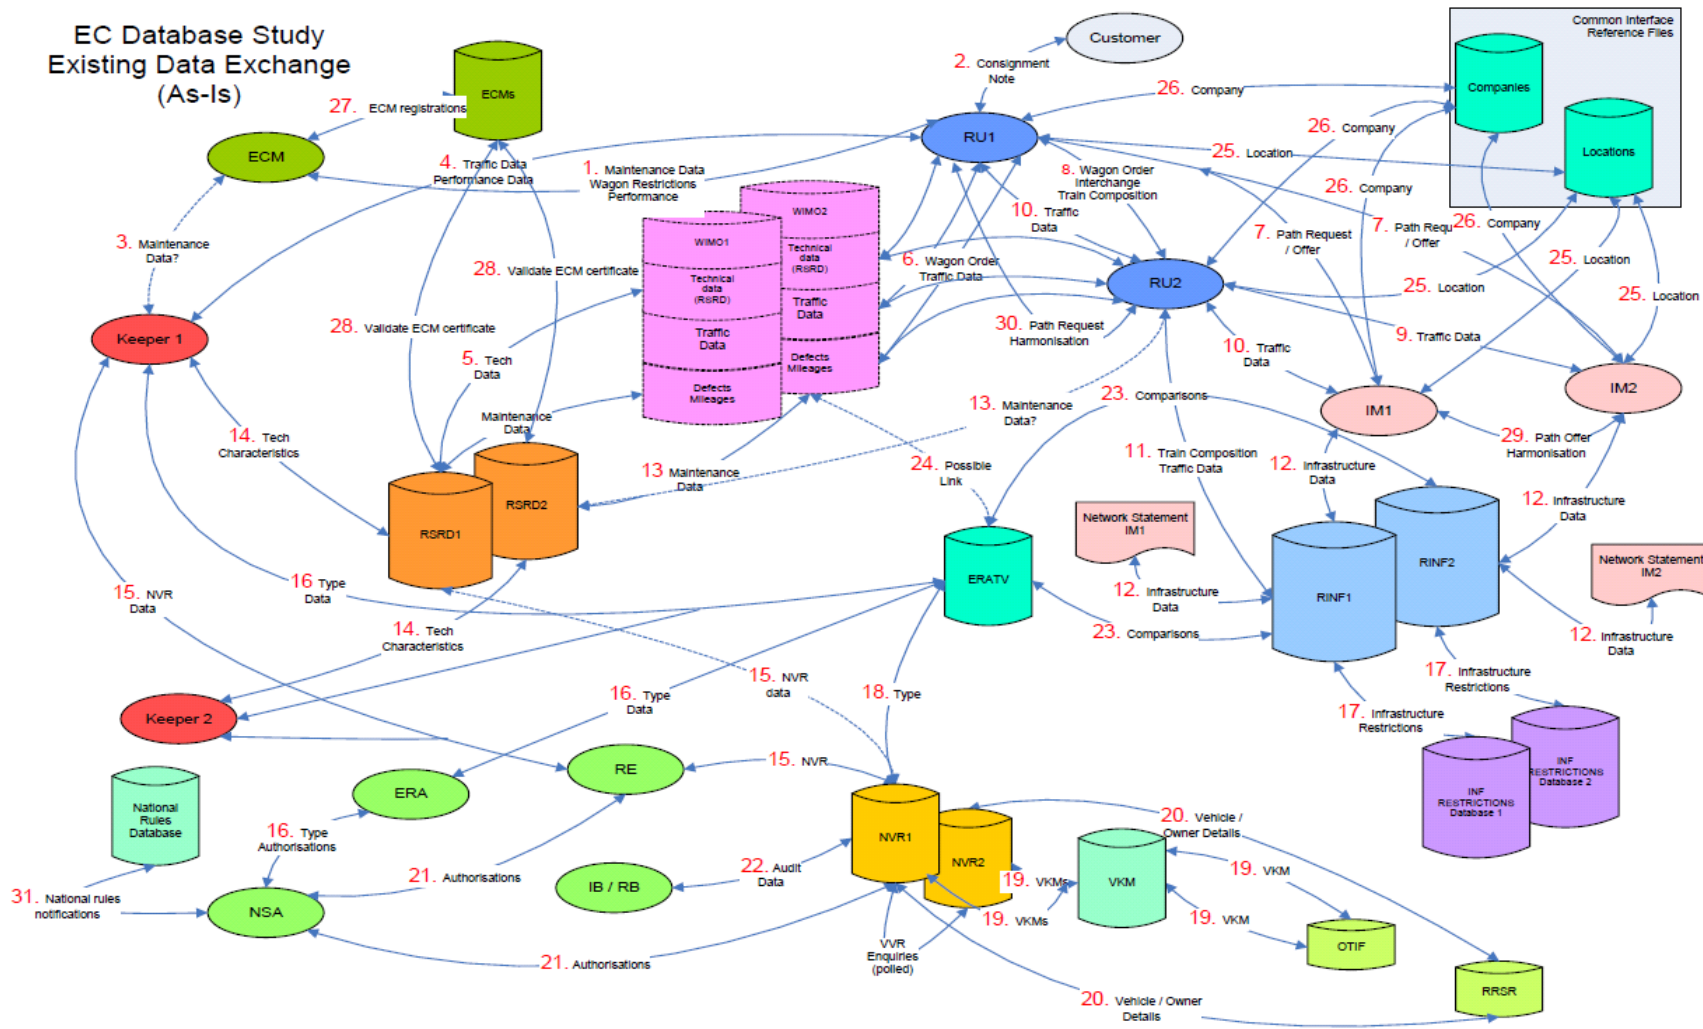 EC Database Study
Existing Data Exchange
(As-Is)
Common Interface
Reference Files
Customer
ECMs
Companies
Locations
2. Consignment
Note
27. ECM registrations
26. Company
RU1
ECM
26. Company
25. Location
4. Traffic Data
Performance Data
1. Maintenance Data
Wagon Restrictions
Performance
8. Wagon Order
Interchange
Train Composition
26. Company
WIMO2
Technical
data
(RSRD)
Traffic
Data
Defects
Mileages
WIMO1
Technical
data
(RSRD)
Traffic
Data
Defects
Mileages
10. Traffic
Data
26. Company
7. Path Request /
Offer
7. Path Requ
/ Offer
3. Maintenance
Data?
28. Validate ECM certificate
6. Wagon Order
Traffic Data
25. Location
RU2
25. Location
25. Location
28. Validate ECM certificate
30. Path Request
Harmonisation
Keeper 1
9. Traffic Data
5. Tech
Data
10. Traffic
Data
IM2
IM1
Maintenance
Data
13. Maintenance
Data?
23. Comparisons
14. Tech
Characteristics
29. Path Offer
Harmonisation
13 Maintenance
Data
24. Possible
Link
11. Train Composition
Traffic Data
12. Infrastructure
Data
12. Infrastructure
Data
RSRD2
RSRD1
Network Statement
IM1
RINF2
RINF1
Network Statement
IM2
ERATV
16 Type
Data
15. NVR
Data
12. Infrastructure
Data
14. Tech
Characteristics
23. Comparisons
12. Infrastructure
Data
15. NVR
data
16. Type
Data
18. Type
17. Infrastructure
Restrictions
17. Infrastructure
Restrictions
Keeper 2
RE
15. NVR
ERA
National
Rules
Database
INF
RESTRICTIONS
Database 2
INF
RESTRICTIONS
Database 1
16. Type
Authorisations
20. Vehicle /
Owner Details
NVR1
NVR2
22. Audit
Data
21. Authorisations
IB / RB
19. VKMs
VKM
19. VKM
31. National rules
notifications
NSA
19. VKMs
19. VKM
VVR
Enquiries
(polled)
OTIF
21. Authorisations
RRSR
20. Vehicle / Owner
Details